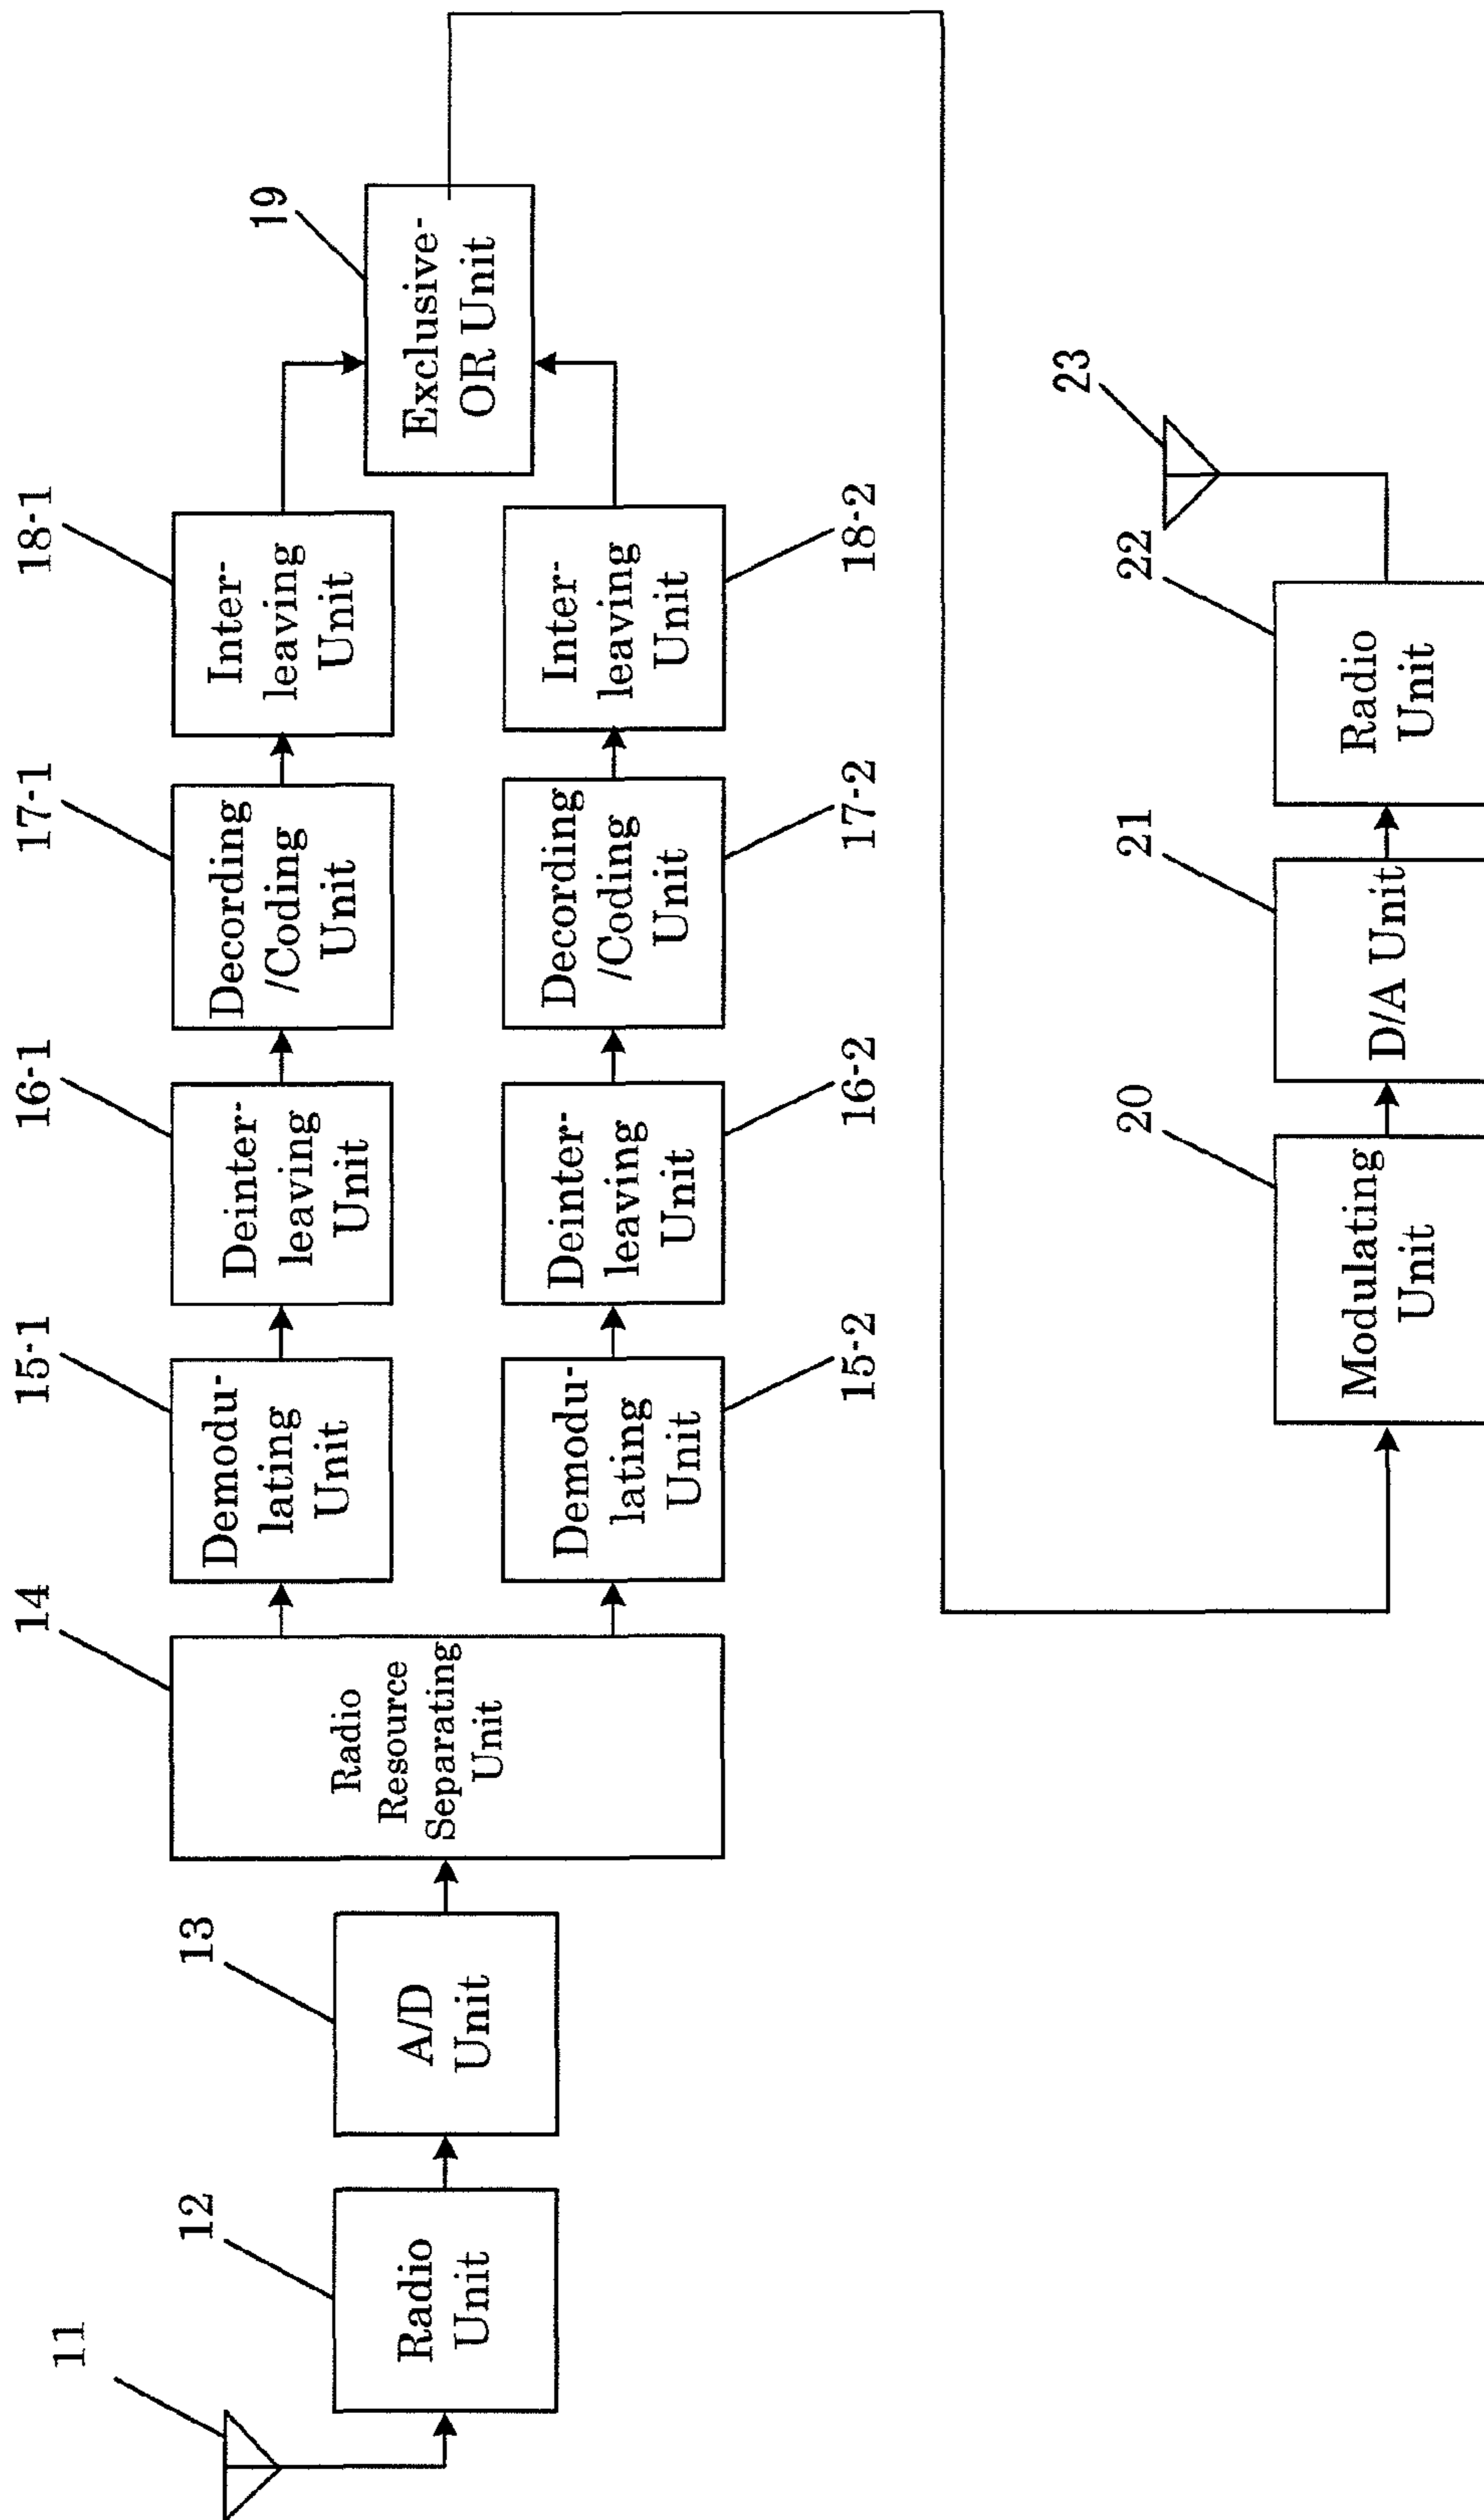 11
12
Radio
Unit
13
A/D
Unit
14
Radio
Resource
Separating
Unit
15-1
Demodu-
lating
Unit
16-1
Deinter-
leaving
Unit
17-1
Decording
/Coding
Unit
18-1
Inter-
leaving
Unit
15-2
Demodu-
lating
Unit
16-2
Deinter-
leaving
Unit
17-2
Decording
/Coding
Unit
18-2
Inter-
leaving
Unit
19
Exclusive-
OR Unit
20
Modulating
Unit
21
D/A Unit
22
Radio
Unit
23